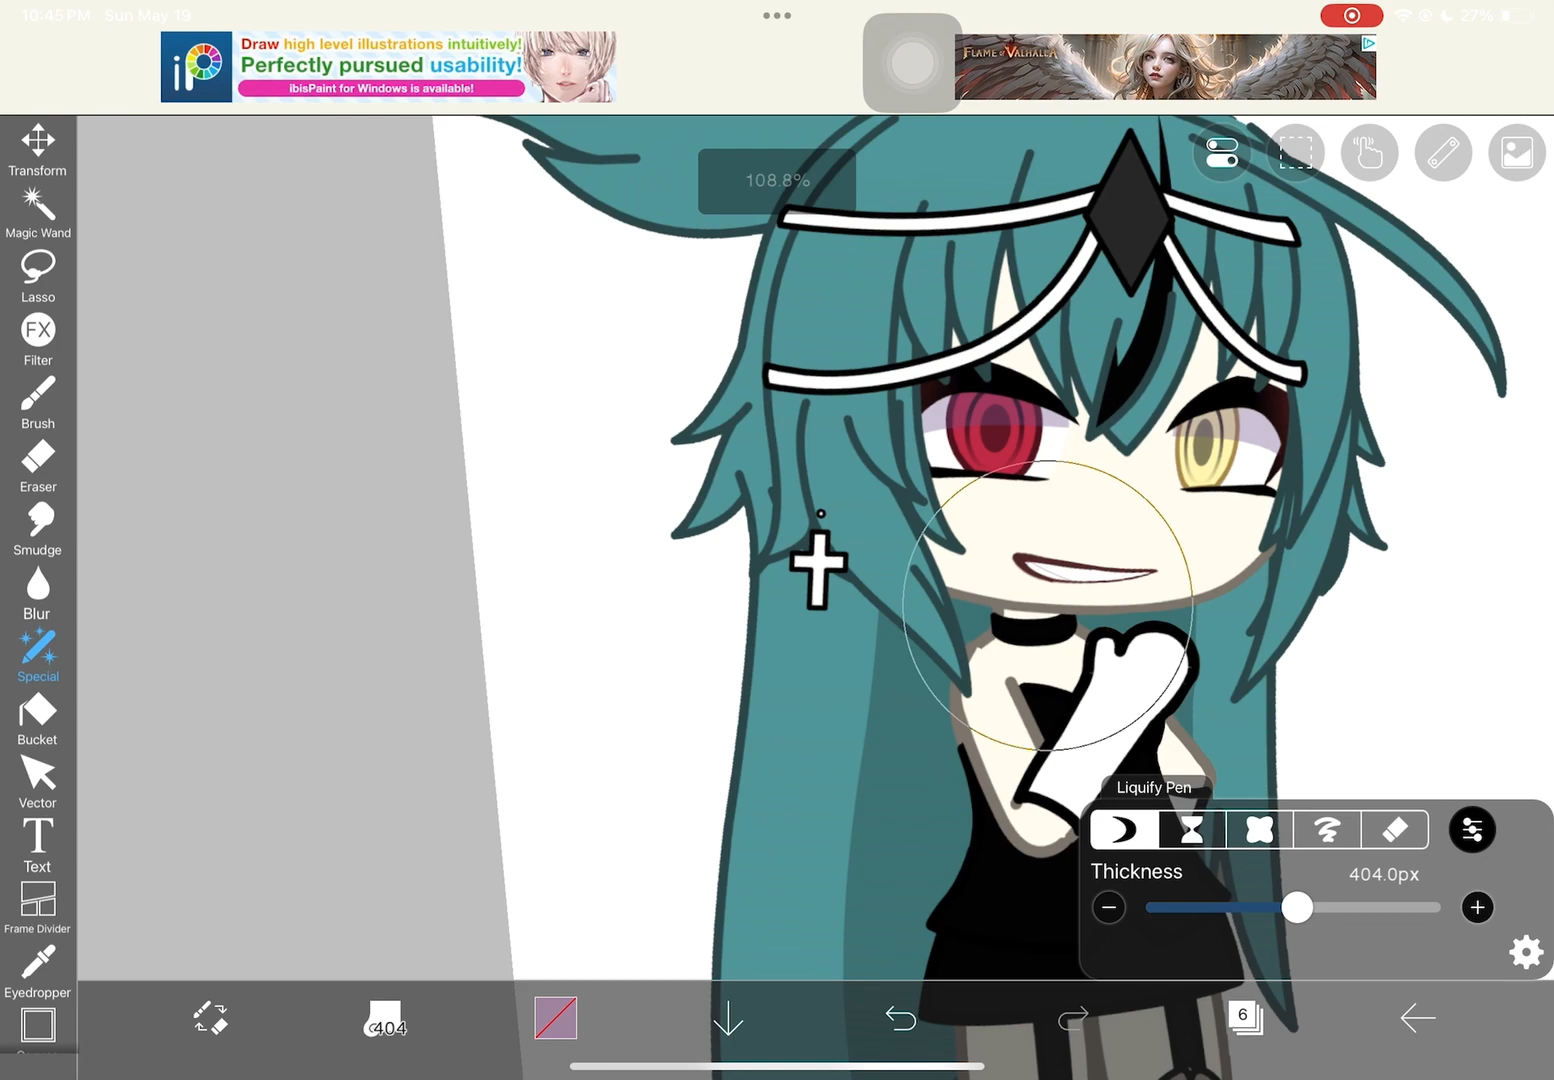 10:45 PM Sun May 19
27%
iP
Draw high level illustrations intuitively!
Perfectly pursued usability!
ibisPaint for Windows is available!
FLAME OF VALHALLA
108.8%
Transform
Magic Wand
Lasso
FX
Filter
Brush
Eraser
Smudge
Blur
Special
Bucket
Vector
T
Text
Frame Divider
Eyedropper
Liquify Pen
Thickness
404.0px
404
6